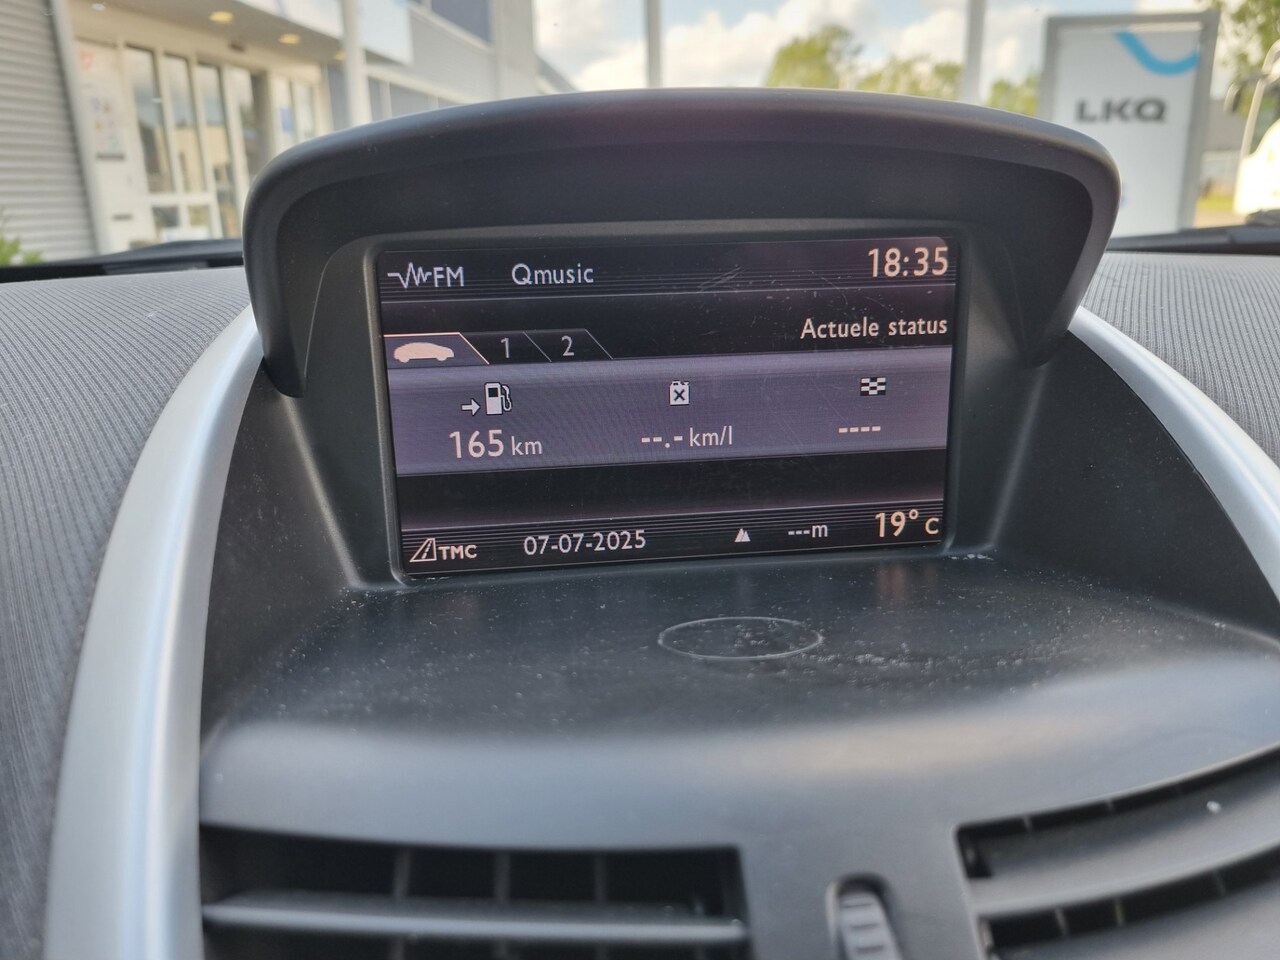 LKQ
FM Qmusic 18:35
Actuele status
1 2
165 km --.- km/l ----
TMC 07-07-2025 ---m 19° C